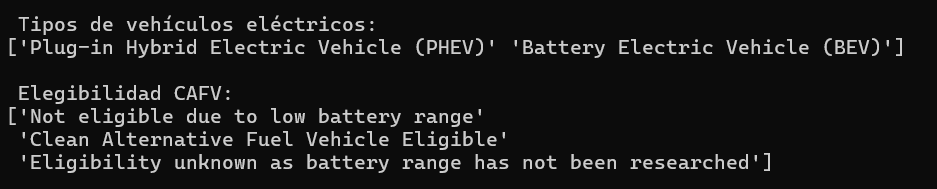 Tipos de vehículos eléctricos:
['Plug-in Hybrid Electric Vehicle (PHEV)' 'Battery Electric Vehicle (BEV)']
Elegibilidad CAFV:
['Not eligible due to low battery range'
'Clean Alternative Fuel Vehicle Eligible'
'Eligibility unknown as battery range has not been researched']